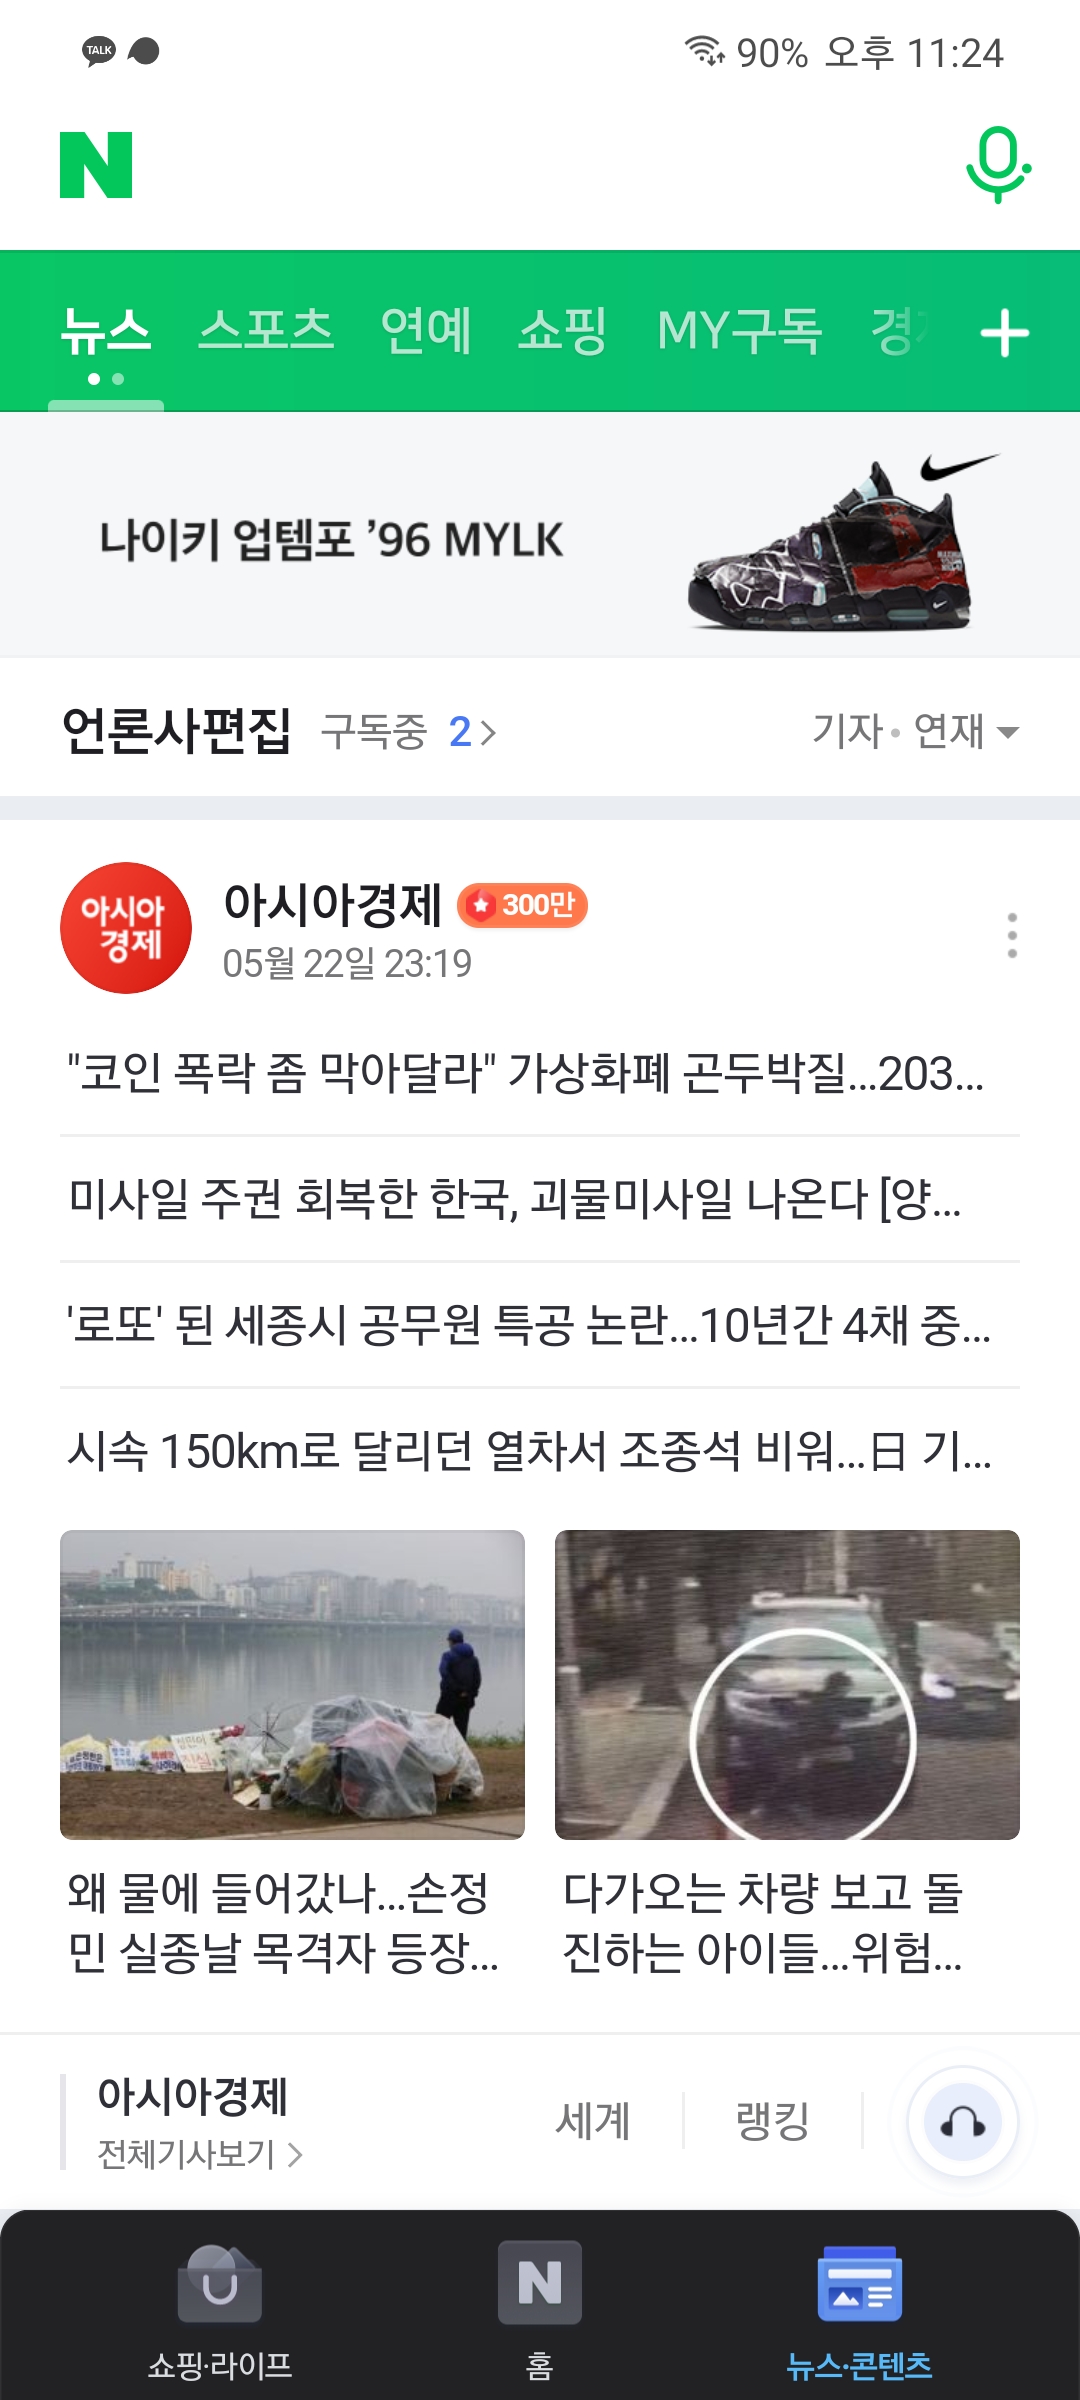 TALK
90% 오후 11:24
N
뉴스 스포츠 연예 쇼핑 MY구독
나이키 업템포 ’96 MYLK
언론사편집 구독중 2 기자 · 연재
아시아
경제
아시아경제 300만
05월 22일 23:19
"코인 폭락 좀 막아달라" 가상화폐 곤두박질...203...
미사일 주권 회복한 한국, 괴물미사일 나온다 [양...
'로또' 된 세종시 공무원 특공 논란...10년간 4채 중...
시속 150km로 달리던 열차서 조종석 비워...日 기...
왜 물에 들어갔나...손정
민 실종날 목격자 등장...
다가오는 차량 보고 돌
진하는 아이들...위험...
아시아경제
전체기사보기
세계 랭킹
쇼핑·라이프 홈 뉴스·콘텐츠